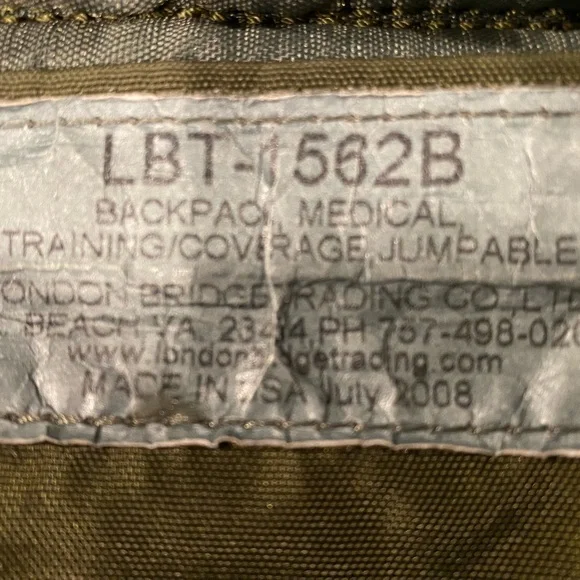 LBT-1562B
BACKPACK, MEDICAL,
TRAINING/COVERAGE,JUMPABLE
ONDON BRIDGE TRADING CO.,LTD
BEACH VA, 23454 PH 757-498-020
www.londonbridgetrading.com
MADE IN USA July 2008